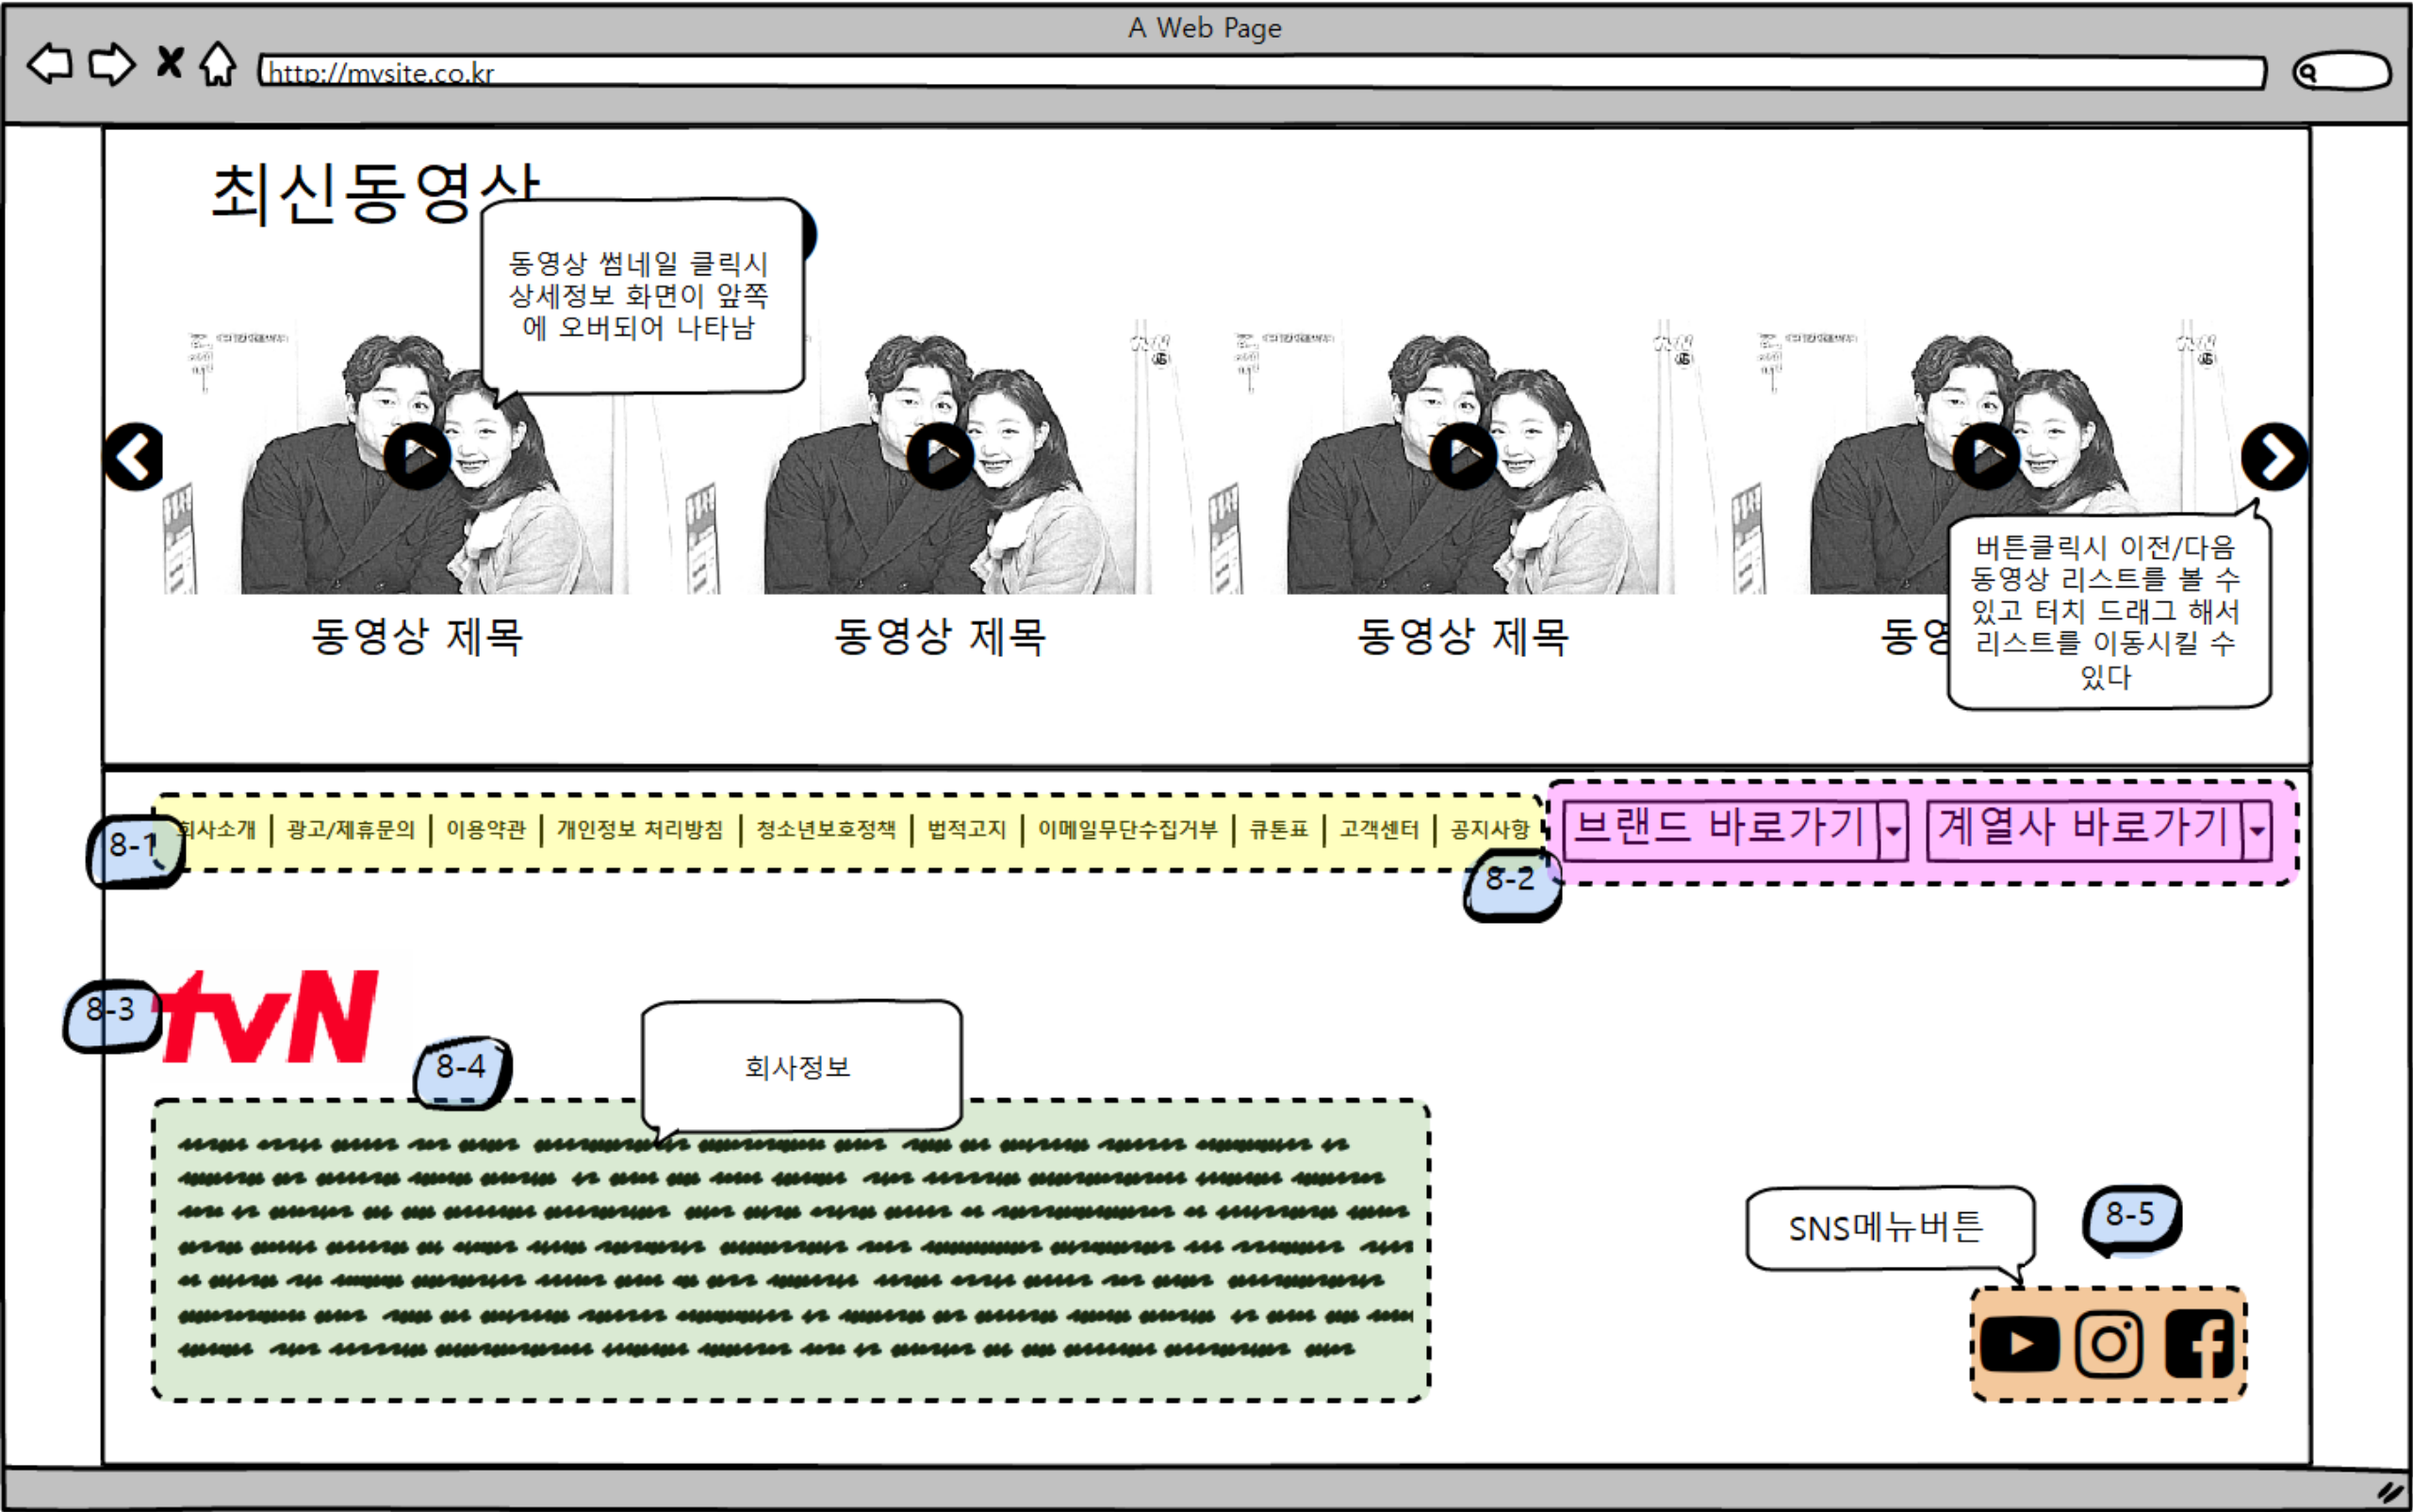 A Web Page
http://mysite.co.kr
최신동영상
동영상 썸네일 클릭시
상세정보 화면이 앞쪽
에 오버되어 나타남
버튼클릭시 이전/다음
동영상 리스트를 볼 수
있고 터치 드래그 해서
리스트를 이동시킬 수
있다
동영상 제목
동영상 제목
동영상 제목
8-1
회사소개 | 광고/제휴문의 | 이용약관 | 개인정보 처리방침 | 청소년보호정책 | 법적고지 | 이메일무단수집거부 | 큐톤표 | 고객센터 | 공지사항
브랜드 바로가기
계열사 바로가기
8-2
8-3
tvN
8-4
회사정보
SNS메뉴버튼
8-5